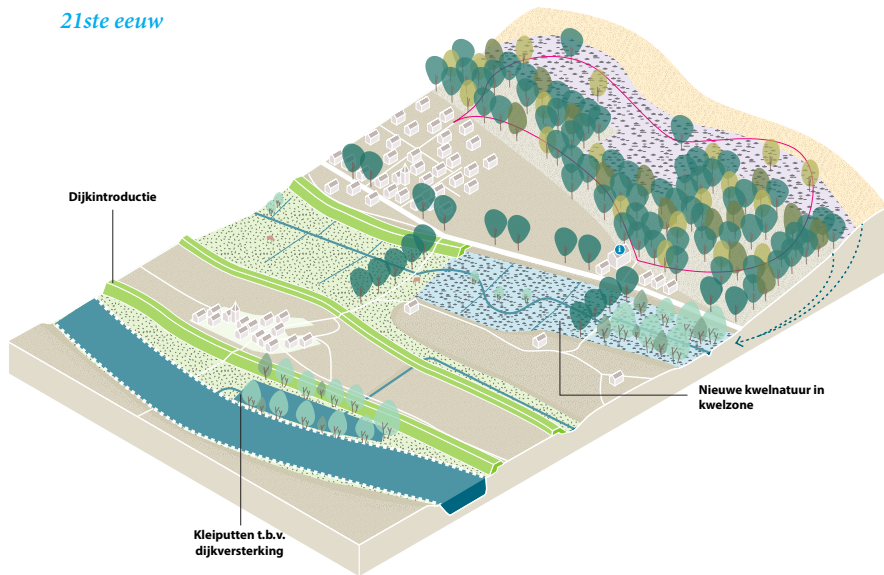 21ste eeuw
Dijkintroductie
i
Nieuwe kwelnatuur in
kwelzone
Kleiputten t.b.v.
dijkversterking